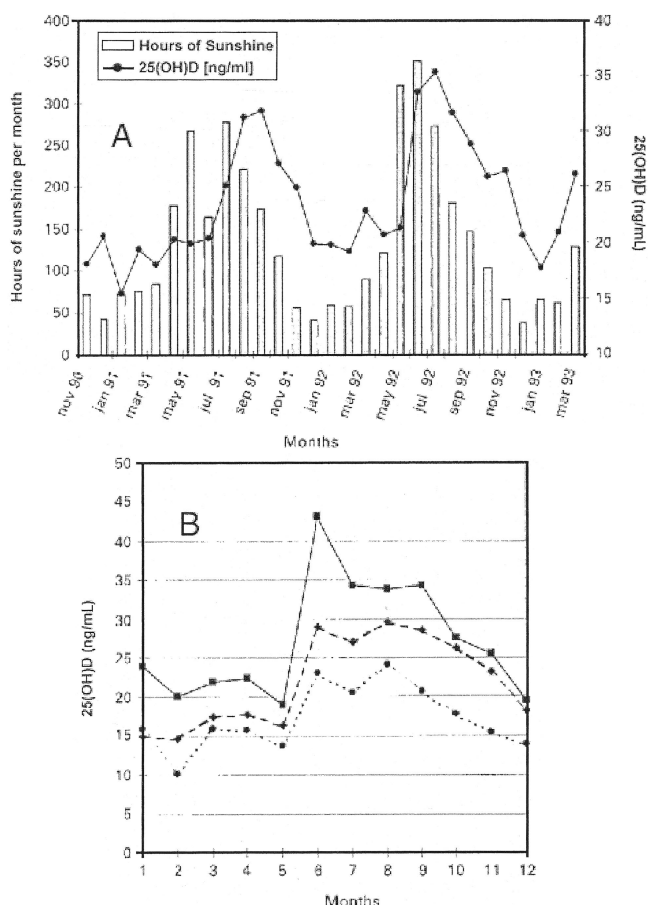 400
350
300
250
200
150
100
50
0
Hours of sunshine per month
Hours of Sunshine
25(OH)D [ng/ml]
A
40
35
30
25
20
15
10
25(OH)D (ng/mL)
nov 90
jan 91
mar 91
may 91
jul 91
sep 91
nov 91
jan 92
mar 92
may 92
jul 92
sep 92
nov 92
jan 93
mar 93
Months
50
45
40
35
30
25
20
15
10
5
0
25(OH)D (ng/mL)
B
1 2 3 4 5 6 7 8 9 10 11 12
Months